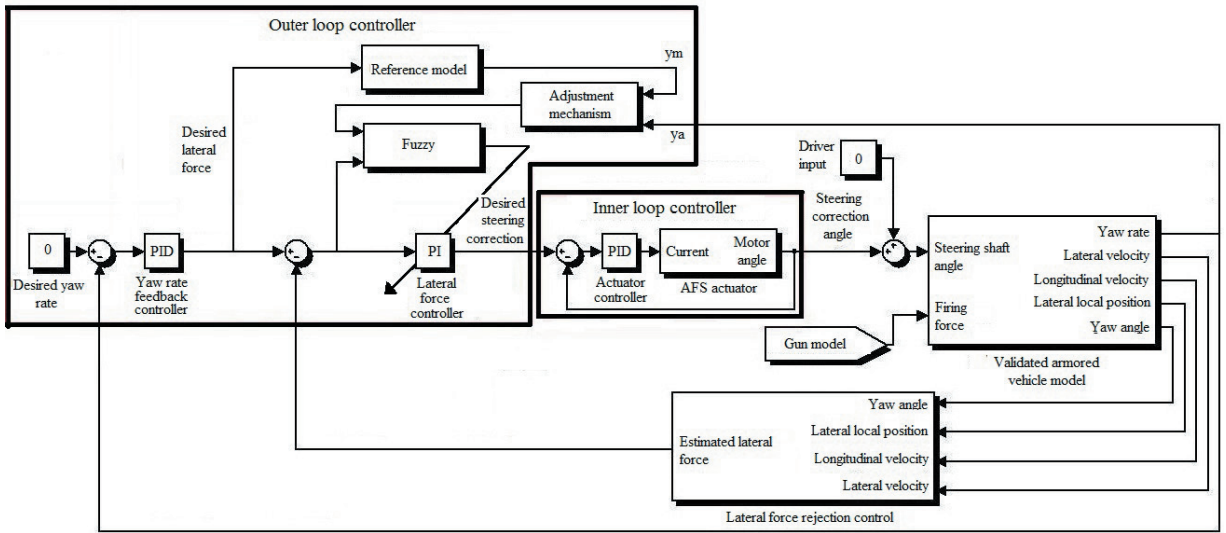 Outer loop controller
ym
Reference model
Adjustment
mechanism
ya
Desired
lateral
force
Fuzzy
Driver
input
0
Desired
steering
correction
Inner loop controller
Steering
correction
angle
0
Desired yaw
rate
+
-
PID
Yaw rate
feedback
controller
+
-
PI
Lateral
force
controller
+
-
PID
Actuator
controller
Current
Motor
angle
AFS actuator
+
+
Steering shaft
angle
Firing
force
Yaw rate
Lateral velocity
Longitudinal velocity
Lateral local position
Yaw angle
Validated armored
vehicle model
Gun model
Estimated lateral
force
Yaw angle
Lateral local position
Longitudinal velocity
Lateral velocity
Lateral force rejection control